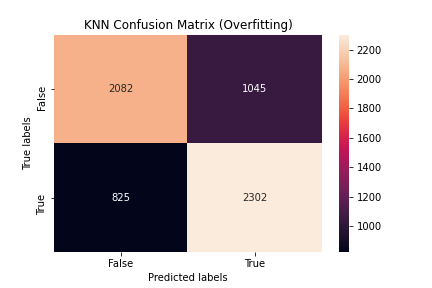 KNN Confusion Matrix (Overfitting)
2082
1045
825
2302
True labels
False
True
False
True
Predicted labels
2200
2000
1800
1600
1400
1200
1000